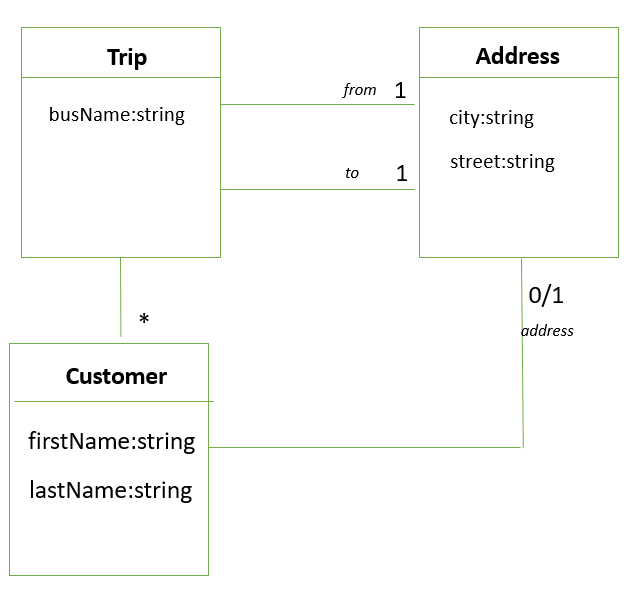 Trip
busName:string
from 1
to 1
Address
city:string
street:string
0/1
address
*
Customer
firstName:string
lastName:string